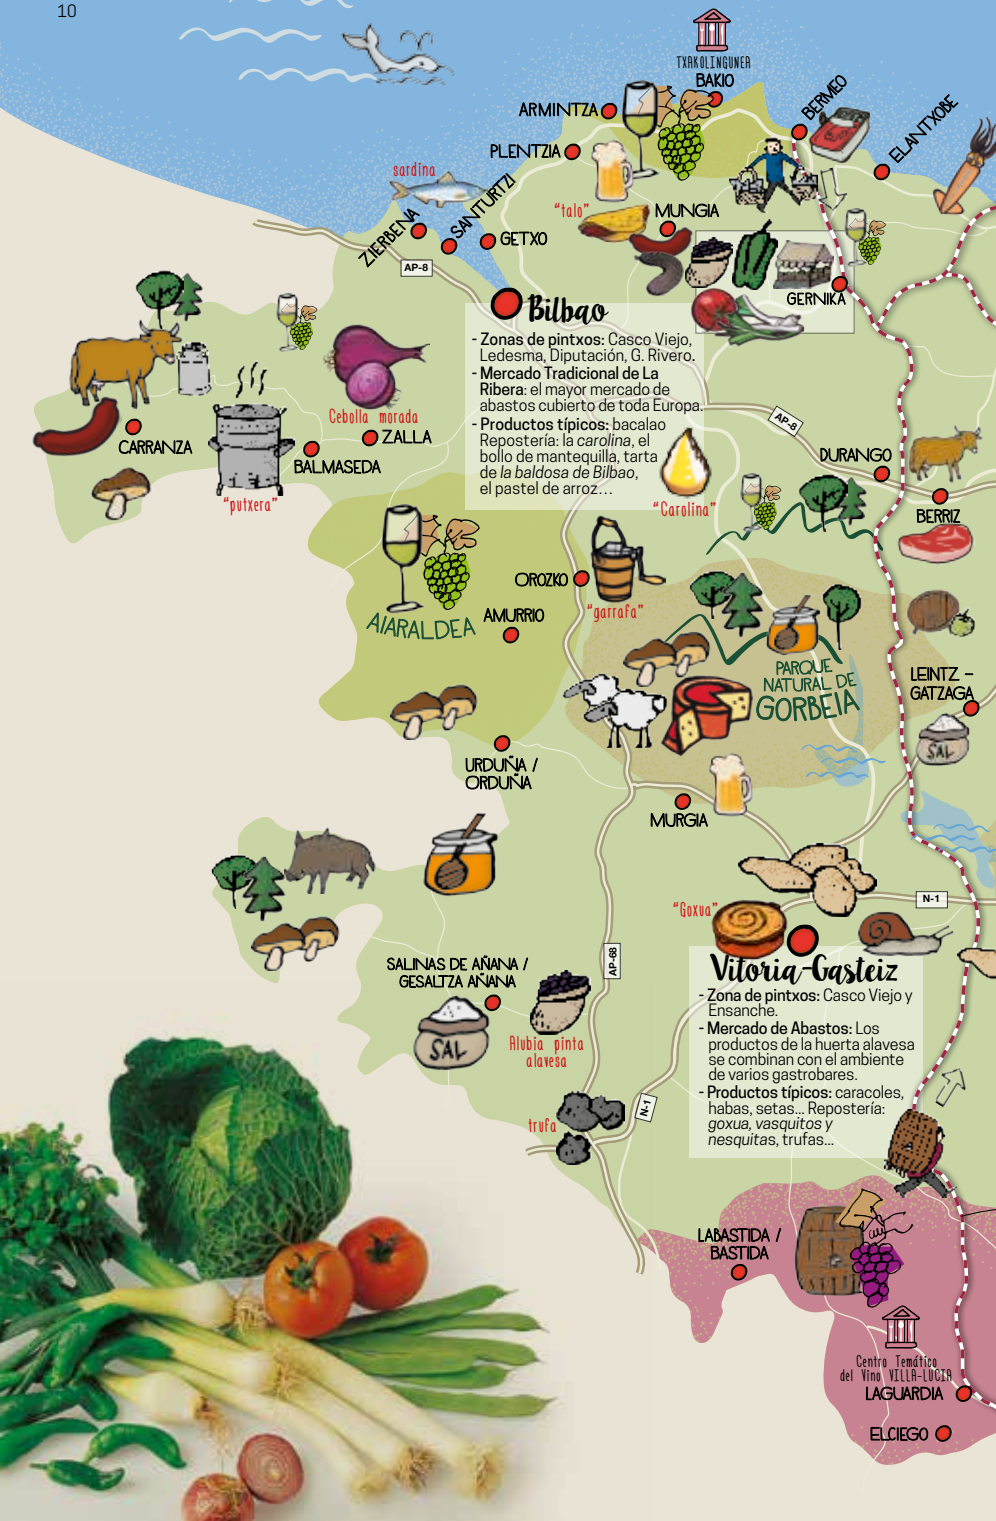 10
TXAKOLINGUNEA
BAKIO
ARMINTZA
BERMEO
ELANTXOBE
PLENTZIA
sardina
"talo"
MUNGIA
ZIERBENA
SANTURTZI
GETXO
AP-8
GERNIKA
Bilbao
- Zonas de pintxos: Casco Viejo,
Ledesma, Diputación, G. Rivero.
- Mercado Tradicional de La
Ribera: el mayor mercado de
abastos cubierto de toda Europa.
- Productos típicos: bacalao
Repostería: la carolina, el
bollo de mantequilla, tarta
de la baldosa de Bilbao,
el pastel de arroz...
"Carolina"
AP-8
Cebolla morada
ZALLA
CARRANZA
BALMASEDA
"putxera"
DURANGO
BERRIZ
OROZKO
"garrafa"
AIARALDEA
AMURRIO
PARQUE
NATURAL DE
GORBEIA
LEINTZ -
GATZAGA
SAL
URDUÑA /
ORDUÑA
MURGIA
N-1
"Goxua"
AP-68
Vitoria-Gasteiz
- Zona de pintxos: Casco Viejo y
Ensanche.
- Mercado de Abastos: Los
productos de la huerta alavesa
se combinan con el ambiente
de varios gastrobares.
- Productos típicos: caracoles,
habas, setas... Repostería:
goxua, vasquitos y
nesquitas, trufas...
SALINAS DE AÑANA /
GESALTZA AÑANA
SAL
Alubia pinta
alavesa
trufa
N-1
LABASTIDA /
BASTIDA
Centro Temático
del Vino VILLA-LUCIA
LAGUARDIA
ELCIEGO